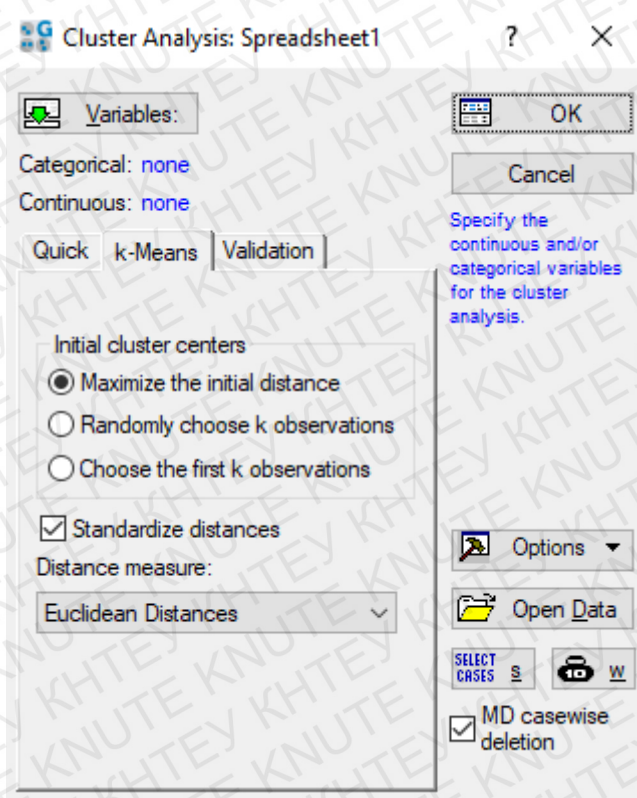 Cluster Analysis: Spreadsheet1
?
Variables:
OK
Categorical: none
Cancel
Continuous: none
Specify the
continuous and/or
categorical variables
for the cluster
analysis.
Quick
k-Means
Validation
Initial cluster centers
Maximize the initial distance
Randomly choose k observations
Choose the first k observations
Standardize distances
Distance measure:
Euclidean Distances
Options
Open Data
SELECT
CASES
S
W
MD casewise
deletion
KNUTE КНТЕУ